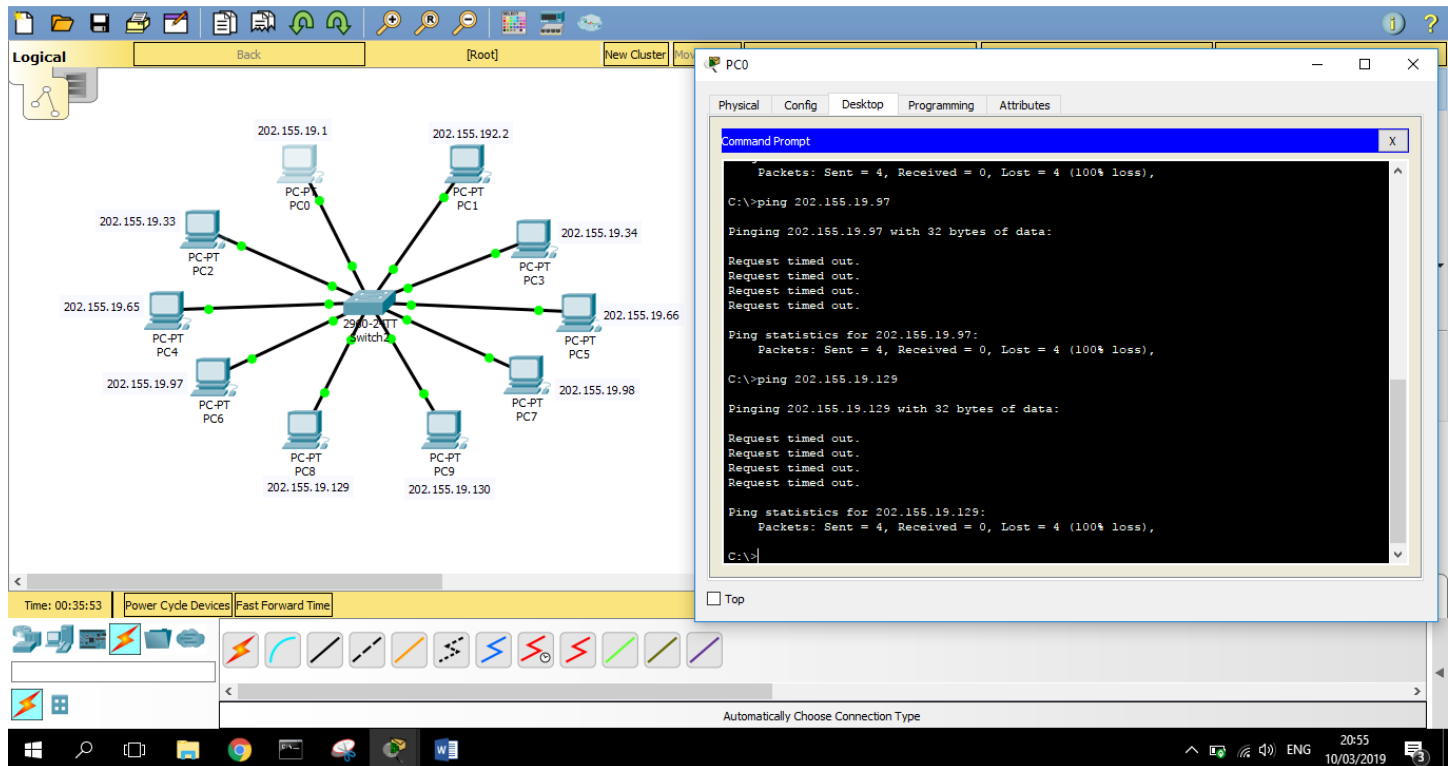 Logical
Back
[Root]
New Cluster
Mov
202.155.19.1
202.155.192.2
PC-PT
PC0
PC-PT
PC1
202.155.19.33
PC-PT
PC2
202.155.19.34
PC-PT
PC3
202.155.19.65
PC-PT
PC4
Switch2
202.155.19.66
PC-PT
PC5
202.155.19.97
PC-PT
PC6
202.155.19.98
PC-PT
PC7
PC-PT
PC8
202.155.19.129
PC-PT
PC9
202.155.19.130
PC0
Physical
Config
Desktop
Programming
Attributes
Command Prompt
X
Packets: Sent = 4, Received = 0, Lost = 4 (100% loss),
C:\>ping 202.155.19.97
Pinging 202.155.19.97 with 32 bytes of data:
Request timed out.
Request timed out.
Request timed out.
Request timed out.
Ping statistics for 202.155.19.97:
Packets: Sent = 4, Received = 0, Lost = 4 (100% loss),
C:\>ping 202.155.19.129
Pinging 202.155.19.129 with 32 bytes of data:
Request timed out.
Request timed out.
Request timed out.
Request timed out.
Ping statistics for 202.155.19.129:
Packets: Sent = 4, Received = 0, Lost = 4 (100% loss),
C:\>
Top
Time: 00:35:53
Power Cycle Devices
Fast Forward Time
Automatically Choose Connection Type
ENG
20:55
10/03/2019
3